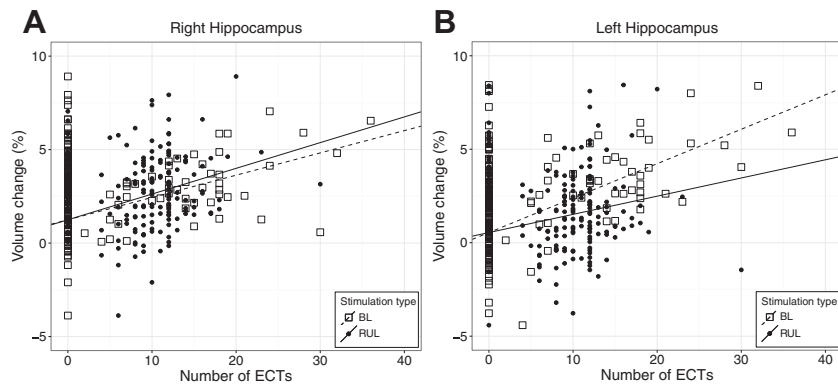 A
Right Hippocampus
10
5
0
−5
Volume change (%)
0
10
20
30
40
Number of ECTs
Stimulation type
BL
RUL
B
Left Hippocampus
10
5
0
−5
Volume change (%)
0
10
20
30
40
Number of ECTs
Stimulation type
BL
RUL